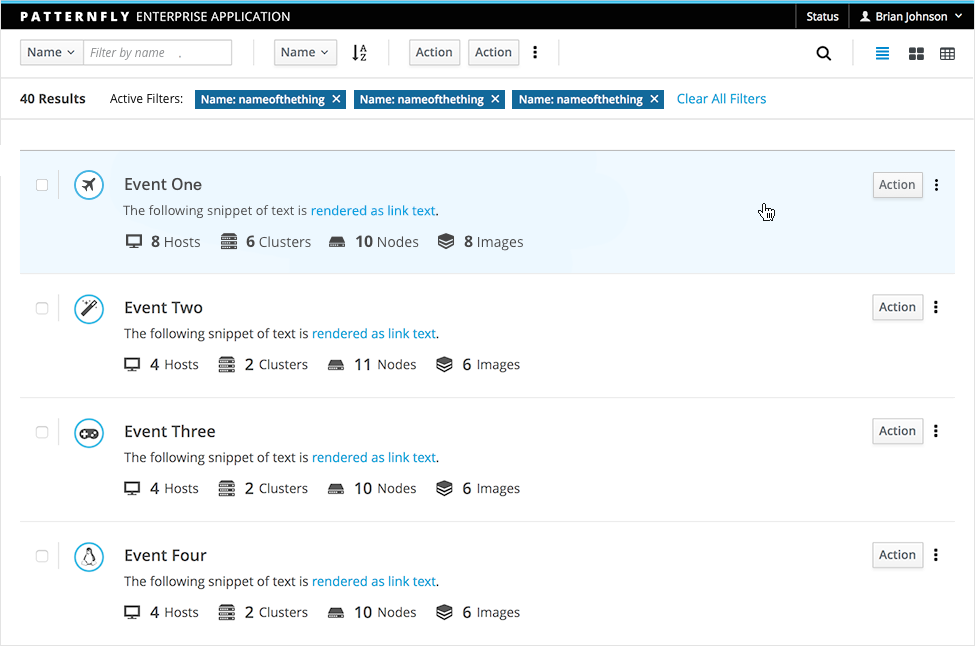 PATTERNFLY ENTERPRISE APPLICATION Status Brian Johnson
Name Filter by name . Name A Z Action Action
40 Results Active Filters: Name: nameofthething × Name: nameofthething × Name: nameofthething × Clear All Filters
Event One Action
The following snippet of text is rendered as link text.
8 Hosts 6 Clusters 10 Nodes 8 Images
Event Two Action
The following snippet of text is rendered as link text.
4 Hosts 2 Clusters 11 Nodes 6 Images
Event Three Action
The following snippet of text is rendered as link text.
4 Hosts 2 Clusters 10 Nodes 6 Images
Event Four Action
The following snippet of text is rendered as link text.
4 Hosts 2 Clusters 10 Nodes 6 Images